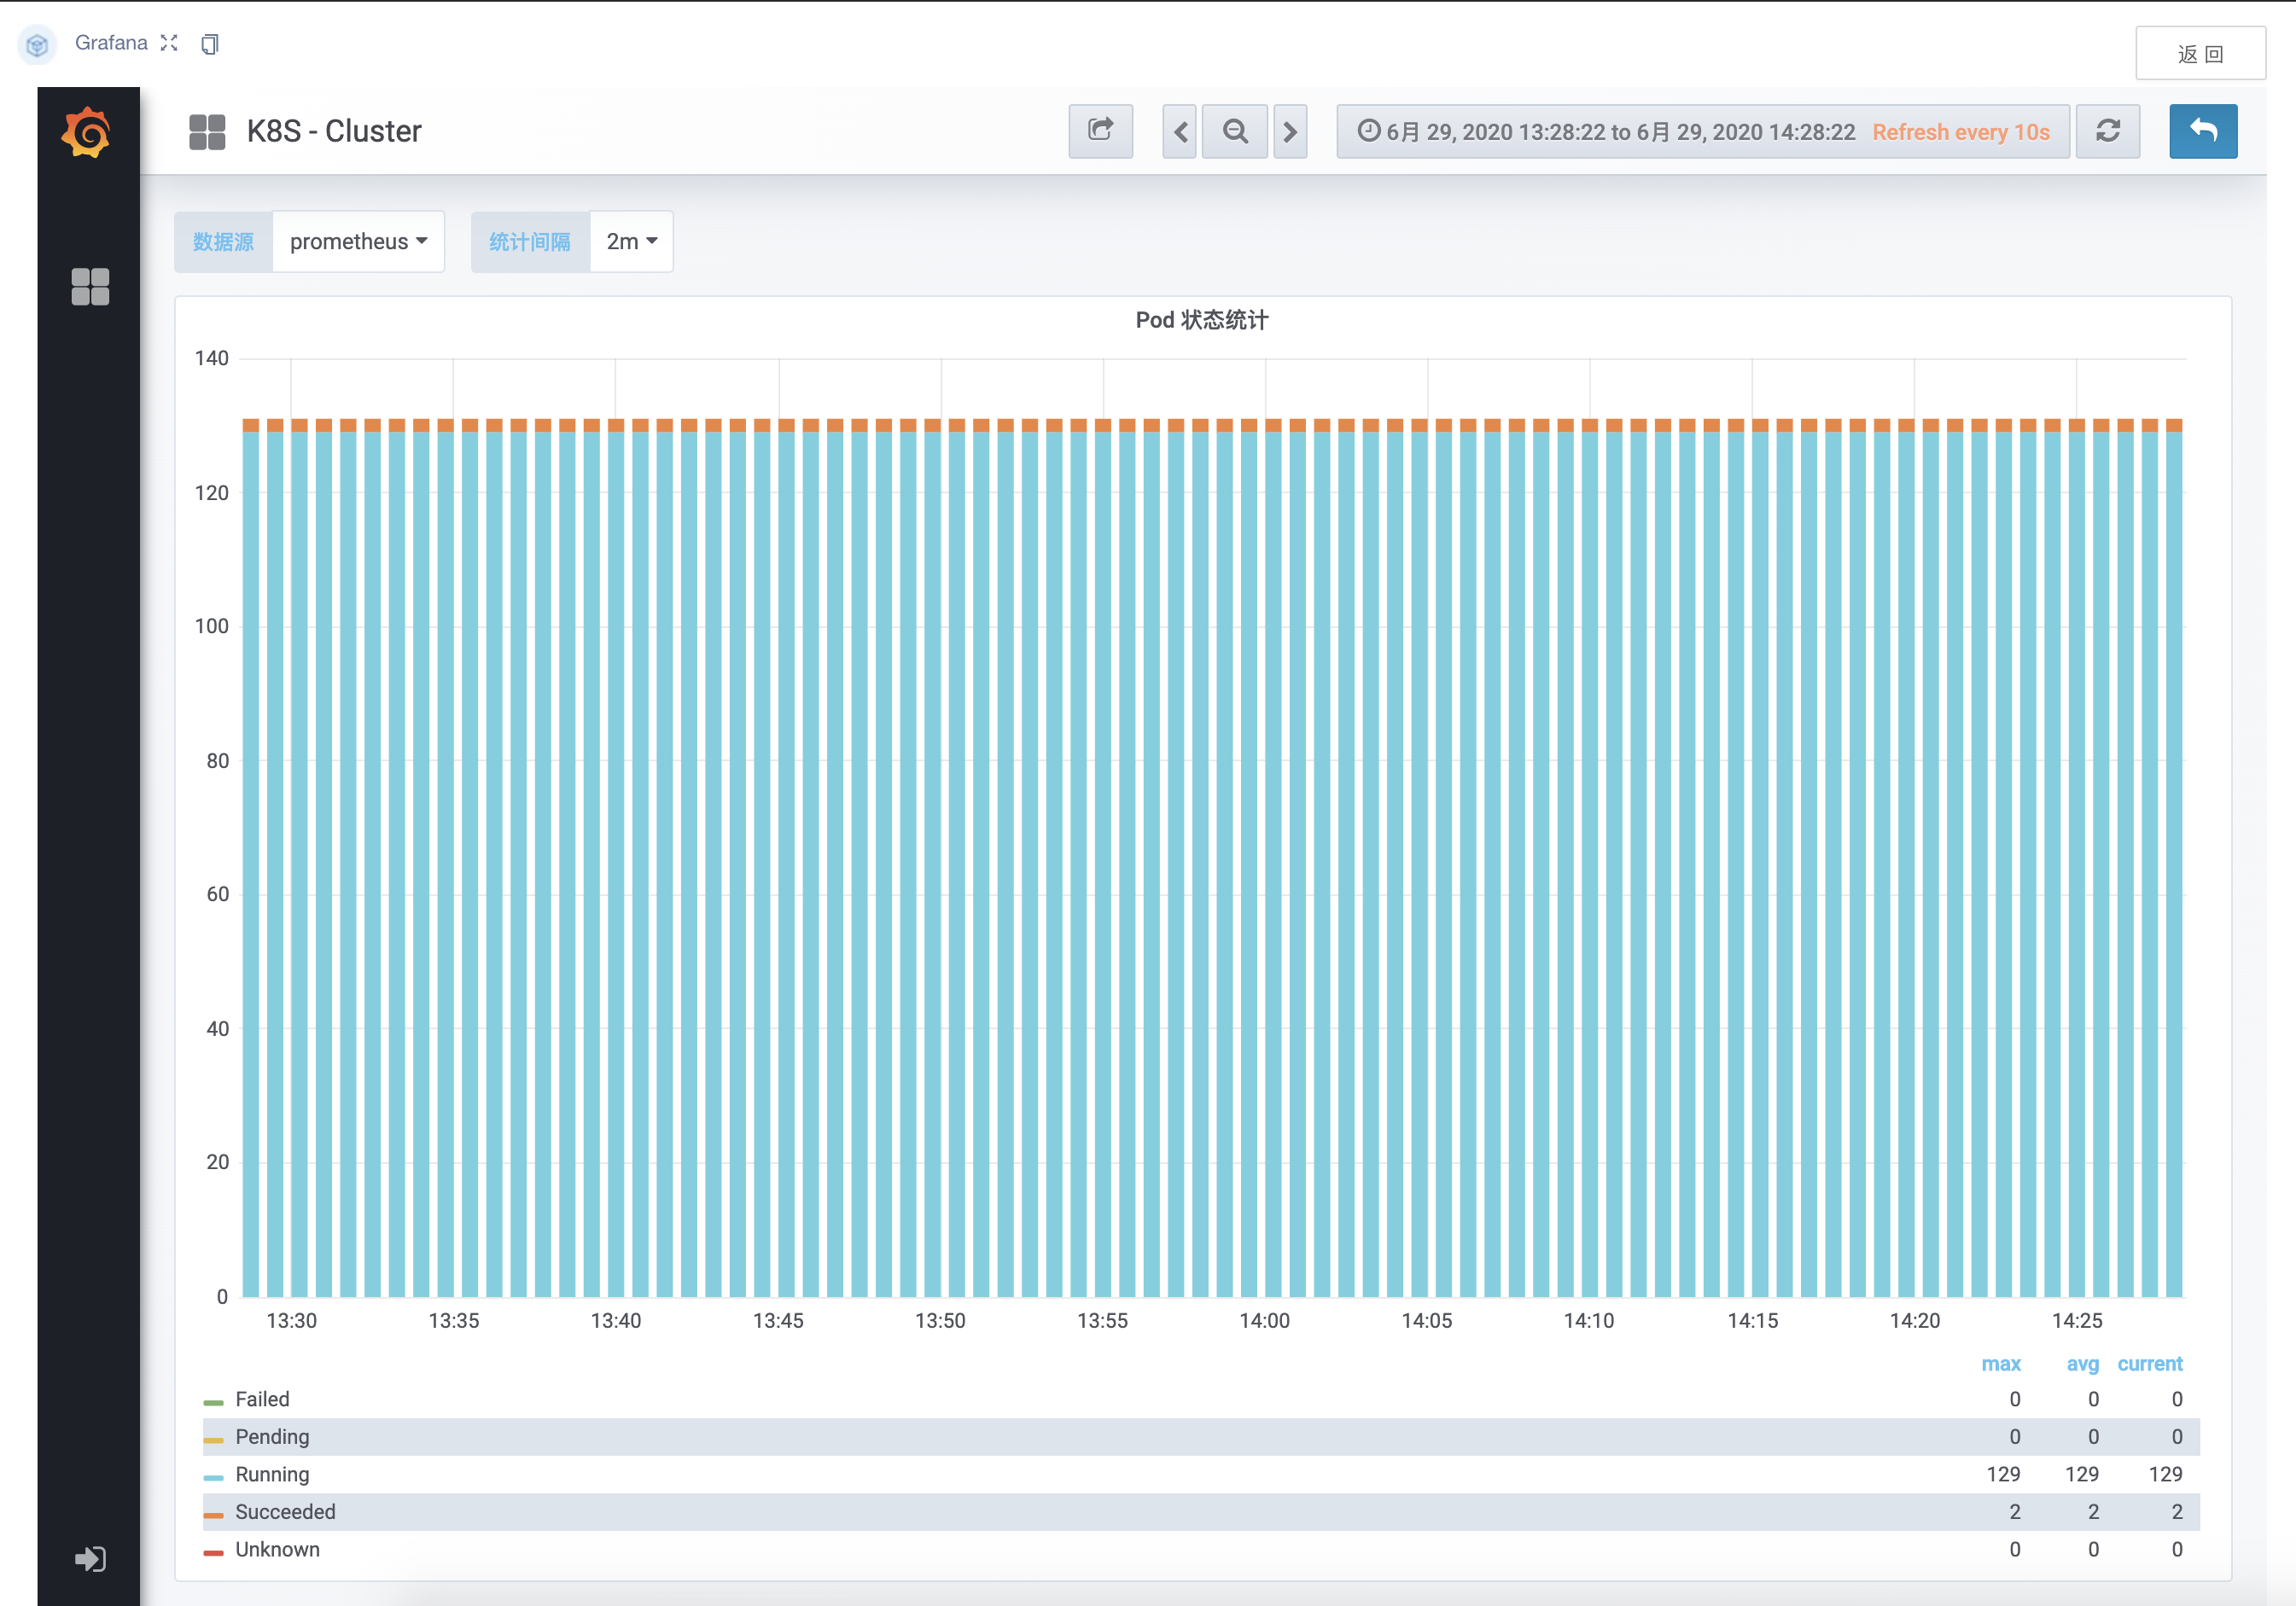 Grafana
返 回
K8S - Cluster
6月 29, 2020 13:28:22 to 6月 29, 2020 14:28:22 Refresh every 10s
数据源 prometheus 统计间隔 2m
Pod 状态统计
140
120
100
80
60
40
20
0
13:30 13:35 13:40 13:45 13:50 13:55 14:00 14:05 14:10 14:15 14:20 14:25
max avg current
Failed 0 0 0
Pending 0 0 0
Running 129 129 129
Succeeded 2 2 2
Unknown 0 0 0